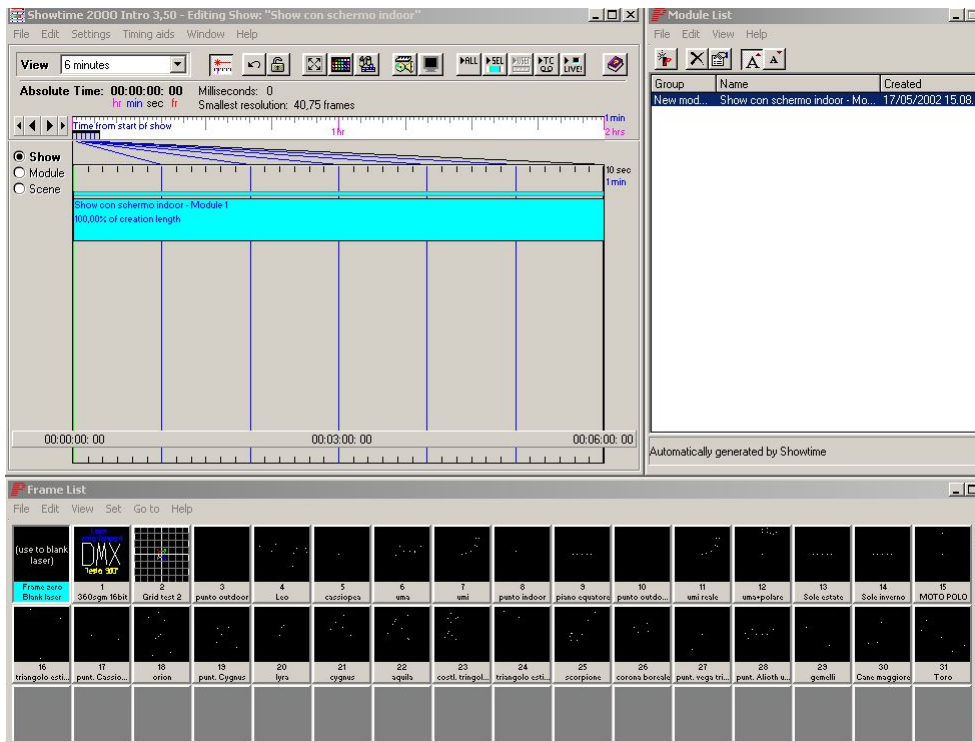 Showtime 2000 Intro 3,50 - Editing Show: "Show con schermo indoor"
File Edit Settings Timing aids Window Help
View 6 minutes
ALL SEL USER TC LIVE!
Absolute Time: 00:00:00: 00 Milliseconds: 0
hr min sec fr Smallest resolution: 40,75 frames
Time from start of show 1hr 1 min
2 hrs
Show
Module
Scene
10 sec
1 min
Show con schermo indoor - Module 1
100,00% of creation length
00:00:00: 00 00:03:00: 00 00:06:00: 00
Module List
File Edit View Help
A A
Group Name Created
New mod... Show con schermo indoor - Mo... 17/05/2002 15.08.
Automatically generated by Showtime
Frame List
File Edit View Set Go to Help
(use to blank
laser)
DMX
Frame zero 1 2 3 4 5 6 7 8 9 10 11 12 13 14 15
Blank laser 360sgm 16bit Grid test 2 punto outdoor Leo cassiopea uma umi punto indoor piano equatore punto outdo... umi reale uma+polare Sole estate Sole inverno MOTO POLO
16 17 18 19 20 21 22 23 24 25 26 27 28 29 30 31
triangolo esti... punt. Cassio... orion punt. Cygnus lyra cygnus aquila costl. tringol... triangolo esti... scorpione corona boreale punt. vega tri... punt. Alioth u... gemelli Cane maggiore Toro